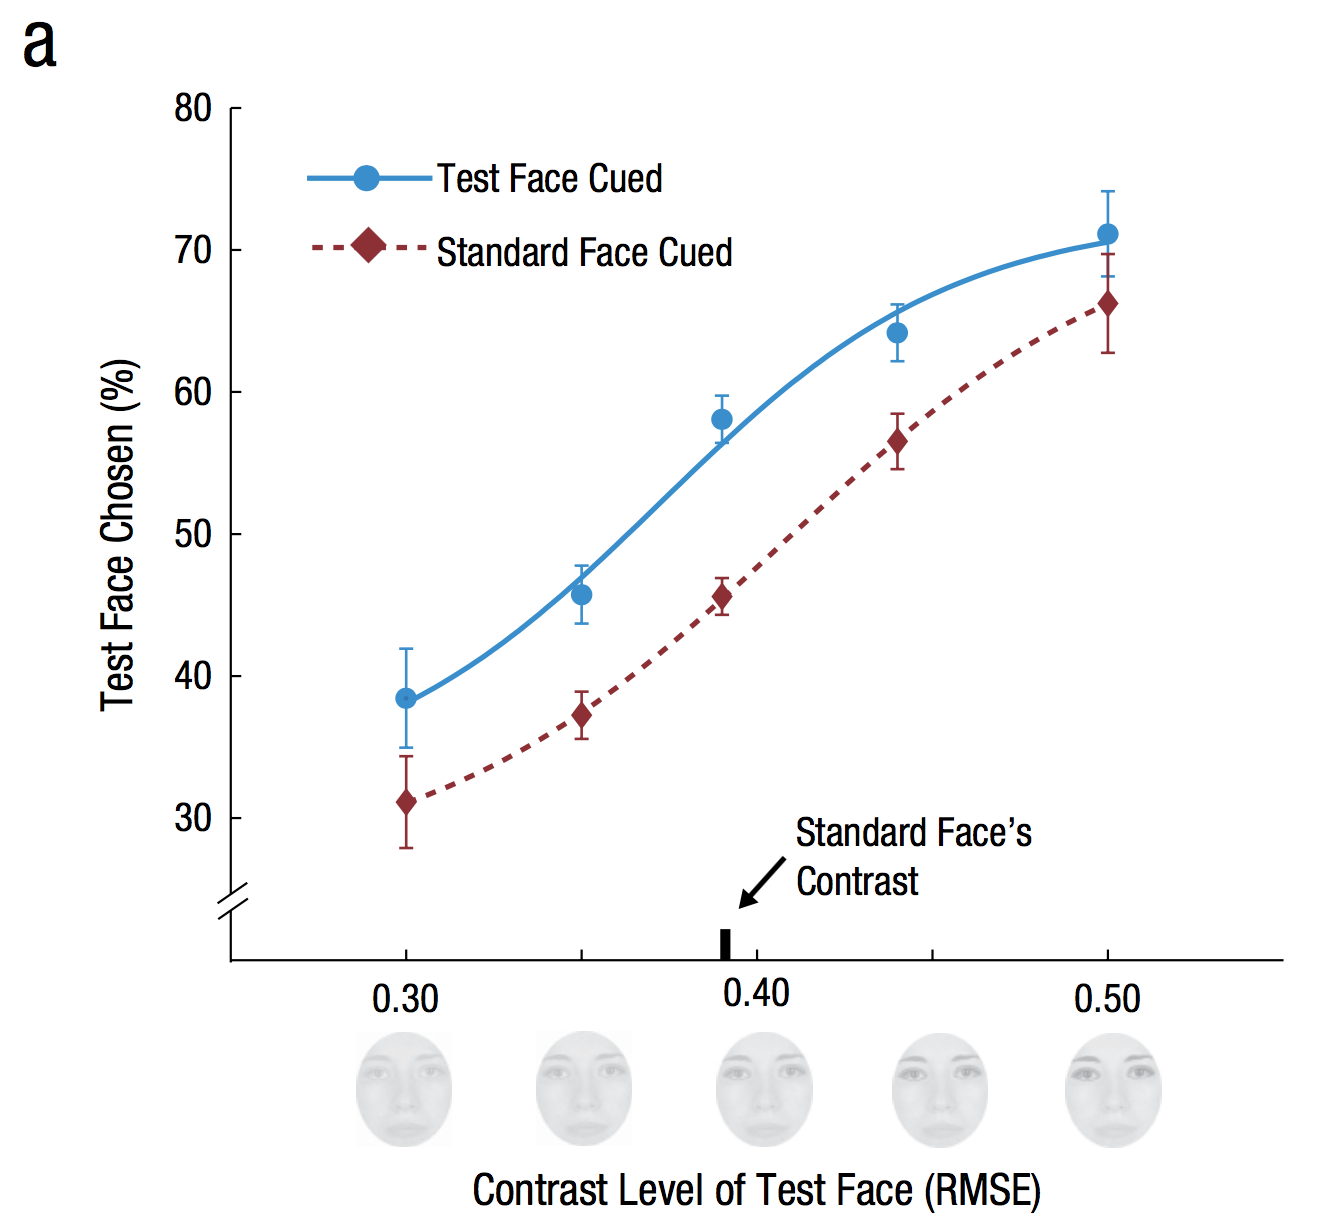 a
80
70
60
50
40
30
Test Face Chosen (%)
Test Face Cued
Standard Face Cued
Standard Face’s
Contrast
0.30
0.40
0.50
Contrast Level of Test Face (RMSE)